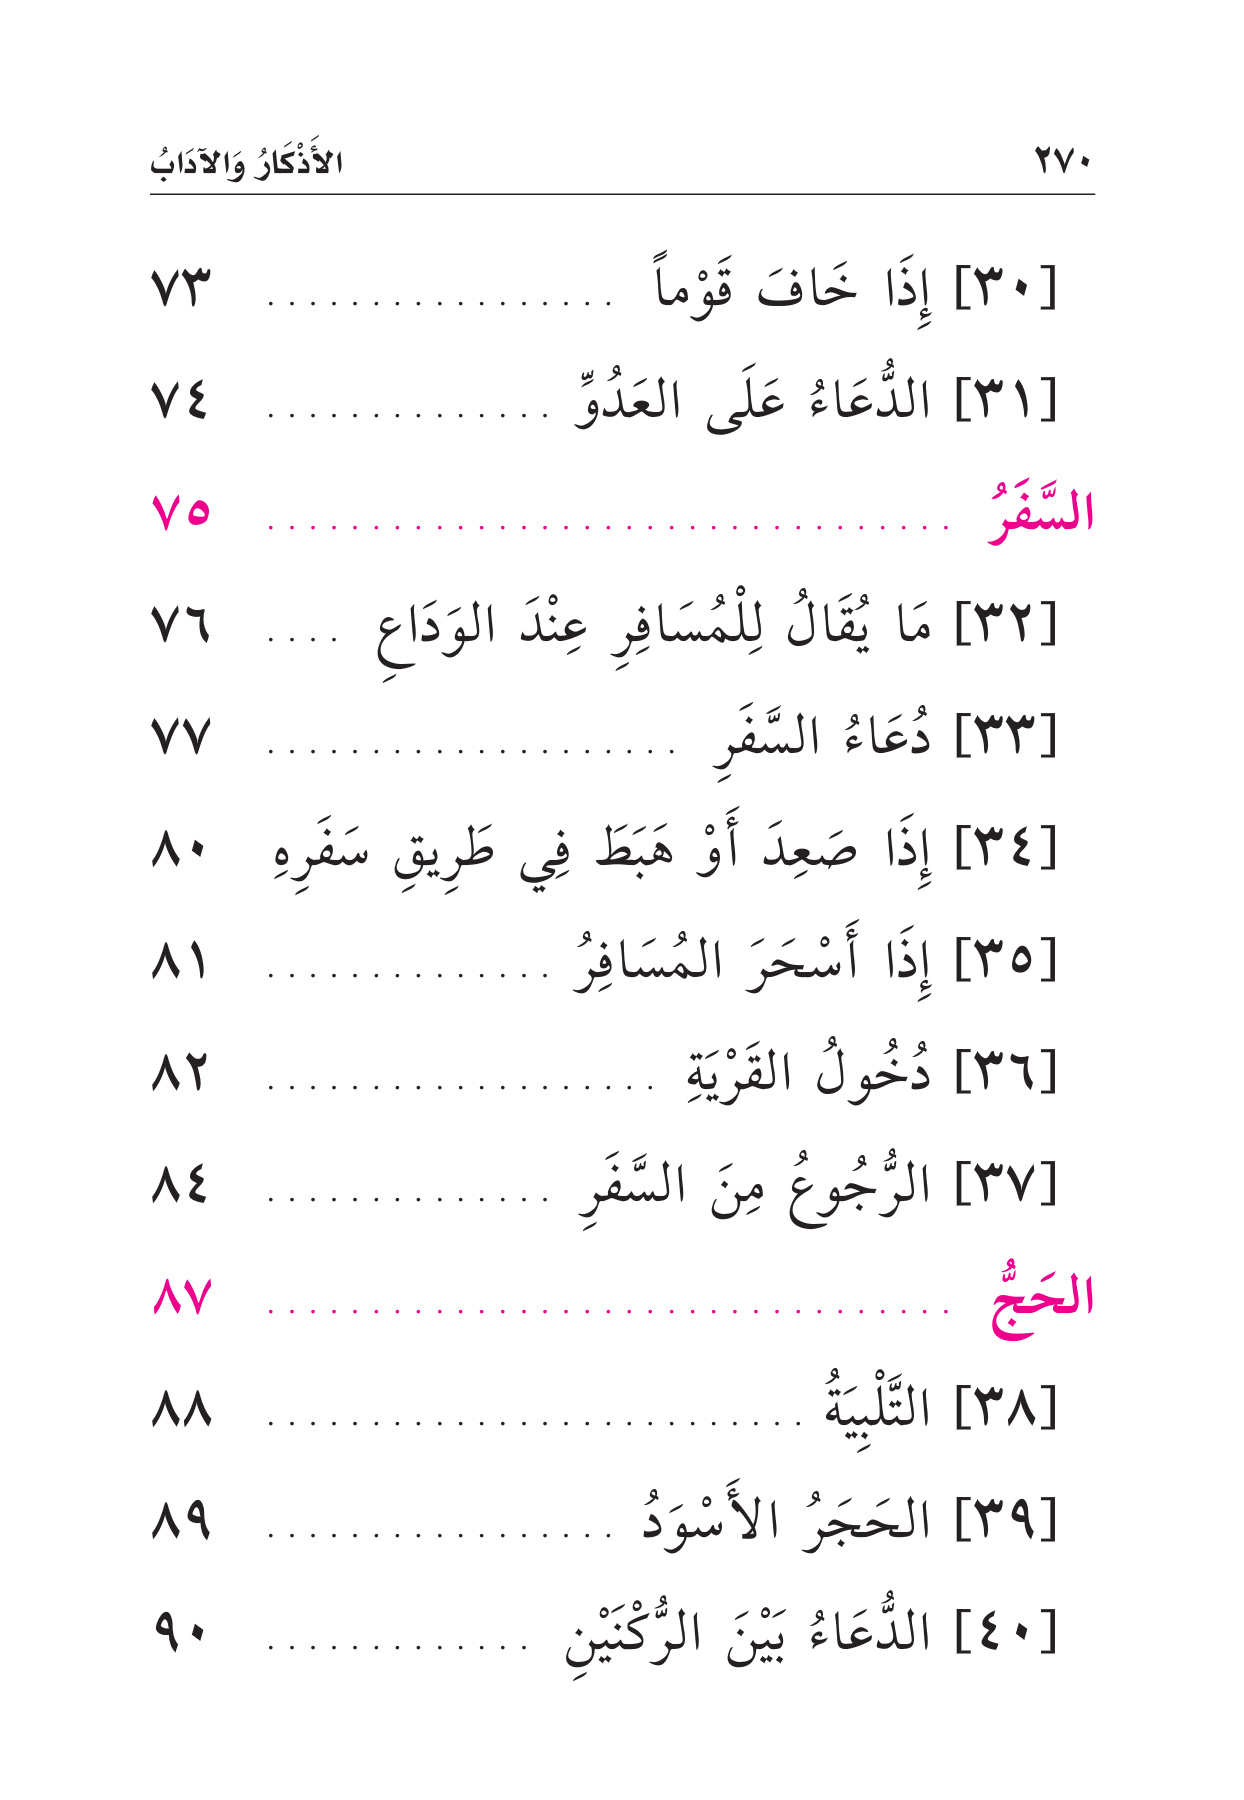 ٢٧٠ الأَذْكَارُ وَالآدَابُ
[٣٠] إِذَا خَافَ قَوْماً . . . . . . . . . . . . . . . . . ٧٣
[٣١] الدُّعَاءُ عَلَى العَدُوِّ . . . . . . . . . . . . . . ٧٤
السَّفَرُ . . . . . . . . . . . . . . . . . . . . . . . . . . . . . . . . . ٧٥
[٣٢] مَا يُقَالُ لِلْمُسَافِرِ عِنْدَ الوَدَاعِ . . . . ٧٦
[٣٣] دُعَاءُ السَّفَرِ . . . . . . . . . . . . . . . . . . . . ٧٧
[٣٤] إِذَا صَعِدَ أَوْ هَبَطَ فِي طَرِيقِ سَفَرِهِ ٨٠
[٣٥] إِذَا أَسْحَرَ المُسَافِرُ . . . . . . . . . . . . . . ٨١
[٣٦] دُخُولُ القَرْيَةِ . . . . . . . . . . . . . . . . . . . ٨٢
[٣٧] الرُّجُوعُ مِنَ السَّفَرِ . . . . . . . . . . . . . . ٨٤
الحَجُّ . . . . . . . . . . . . . . . . . . . . . . . . . . . . . . . . . ٨٧
[٣٨] التَّلْبِيَةُ . . . . . . . . . . . . . . . . . . . . . . . . . . ٨٨
[٣٩] الحَجَرُ الأَسْوَدُ . . . . . . . . . . . . . . . . . ٨٩
[٤٠] الدُّعَاءُ بَيْنَ الرُّكْنَيْنِ . . . . . . . . . . . . . ٩٠